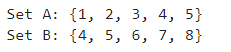 Set A: {1, 2, 3, 4, 5}
Set B: {4, 5, 6, 7, 8}